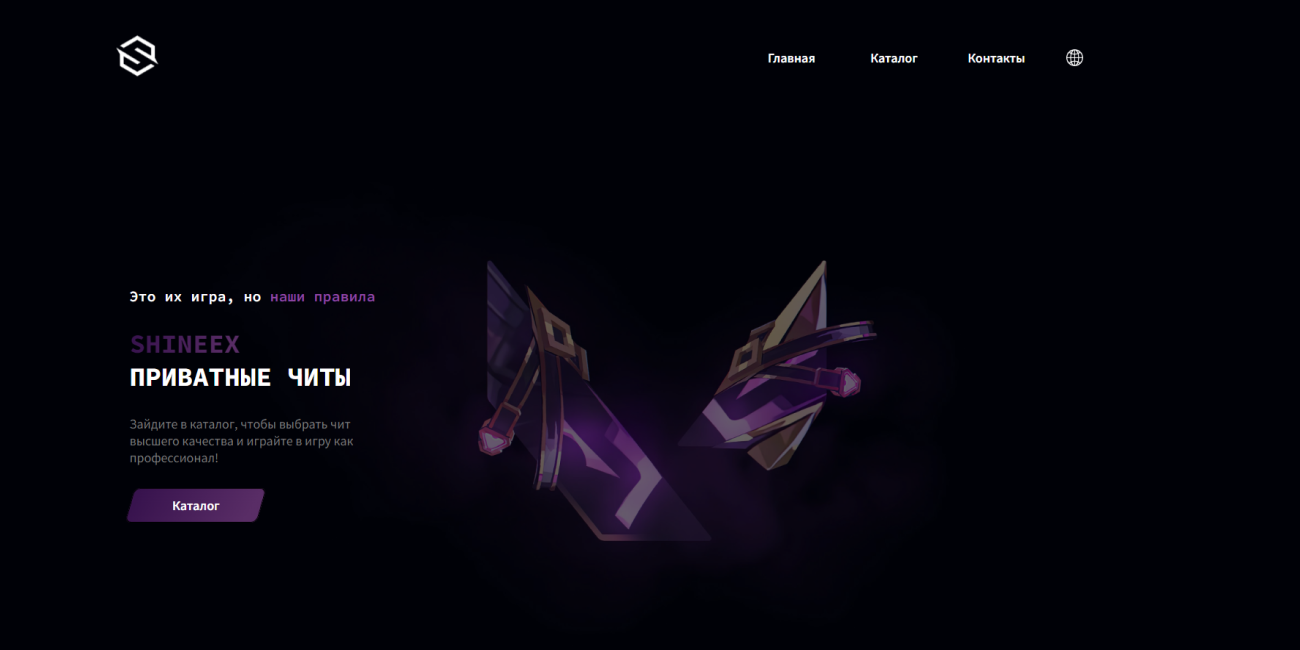 Главная
Каталог
Контакты
Это их игра, но наши правила
SHINEEX
ПРИВАТНЫЕ ЧИТЫ
Зайдите в каталог, чтобы выбрать чит
высшего качества и играйте в игру как
профессионал!
Каталог